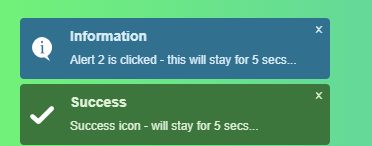 Information x
Alert 2 is clicked - this will stay for 5 secs...
Success x
Success icon - will stay for 5 secs...